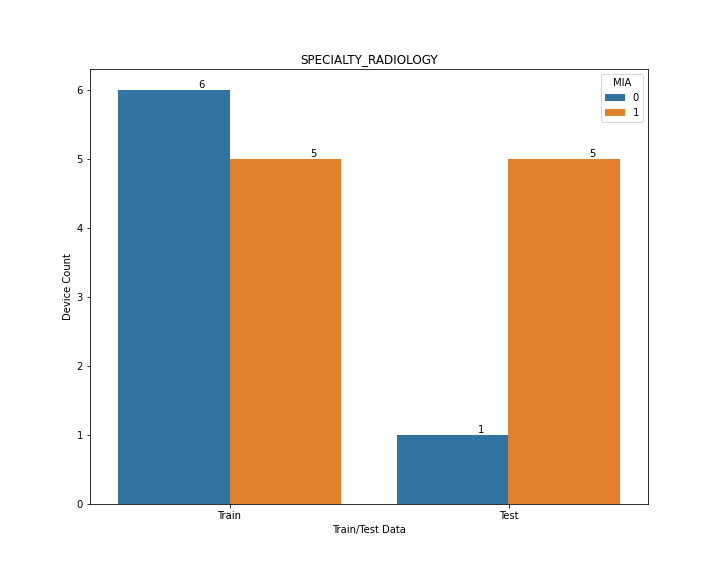 SPECIALTY_RADIOLOGY
MIA
0
1
6
5
1
5
6
5
4
3
2
1
0
Device Count
Train
Test
Train/Test Data